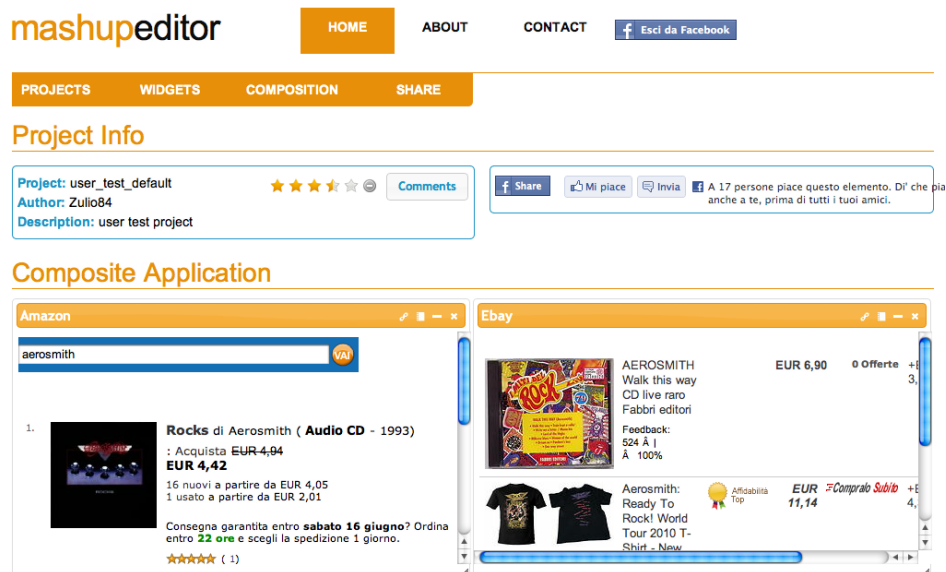 mashupeditor
HOME ABOUT CONTACT Esci da Facebook
PROJECTS WIDGETS COMPOSITION SHARE
Project Info
Project: user_test_default
Author: Zulio84
Description: user test project
Comments
Share Mi piace Invia A 17 persone piace questo elemento. Di' che pia
anche a te, prima di tutti i tuoi amici.
Composite Application
Amazon
aerosmith VAI
1.
Rocks di Aerosmith ( Audio CD - 1993)
: Acquista EUR 4,94
EUR 4,42
16 nuovi a partire da EUR 4,05
1 usato a partire da EUR 2,01
Consegna garantita entro sabato 16 giugno? Ordina
entro 22 ore e scegli la spedizione 1 giorno.
( 1)
Ebay
ROCK
AEROSMITH
Walk this way
CD live raro
Fabbri editori
Feedback:
524 Â |
Â 100%
EUR 6,90
0 Offerte
+E
3,
Aerosmith:
Ready To
Rock! World
Tour 2010 T-
Shirt - New
Affidabilità
Top
EUR
11,14
Compralo Subito
+E
4,